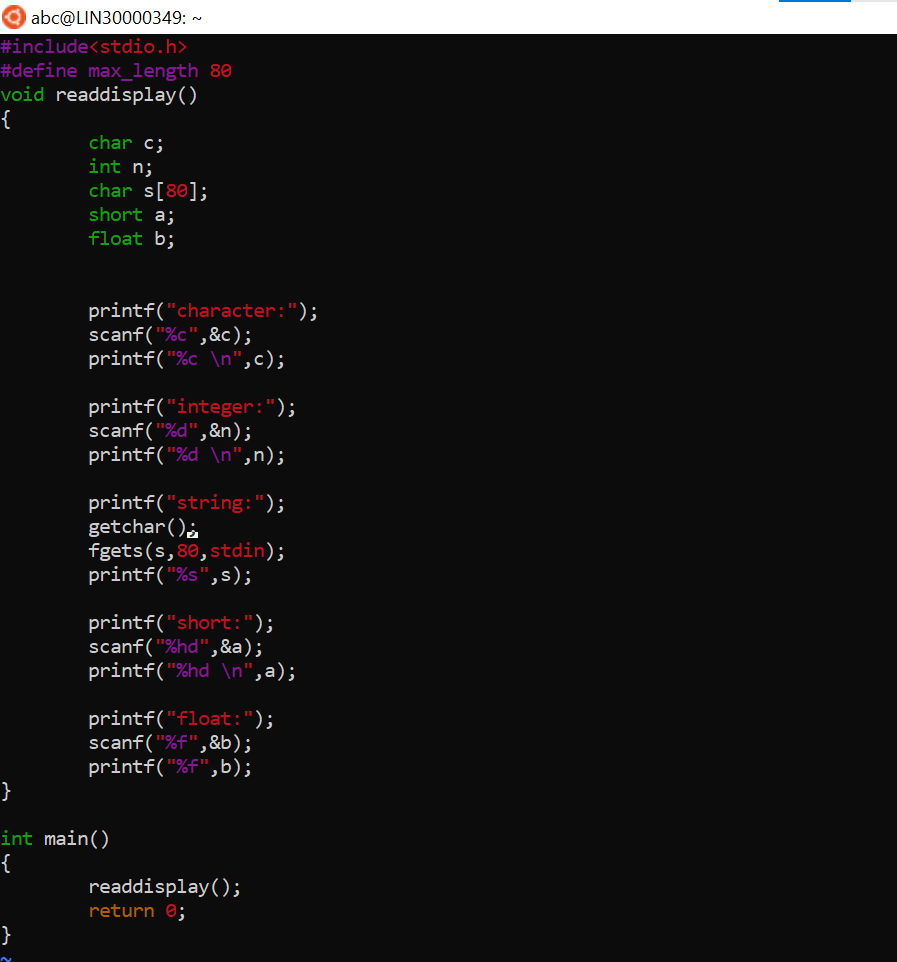 abc@LIN30000349: ~
#include<stdio.h>
#define max_length 80
void readdisplay()
{
        char c;
        int n;
        char s[80];
        short a;
        float b;
        printf("character:");
        scanf("%c",&c);
        printf("%c \n",c);
        printf("integer:");
        scanf("%d",&n);
        printf("%d \n",n);
        printf("string:");
        getchar();
        fgets(s,80,stdin);
        printf("%s",s);
        printf("short:");
        scanf("%hd",&a);
        printf("%hd \n",a);
        printf("float:");
        scanf("%f",&b);
        printf("%f",b);
}
int main()
{
        readdisplay();
        return 0;
}
~